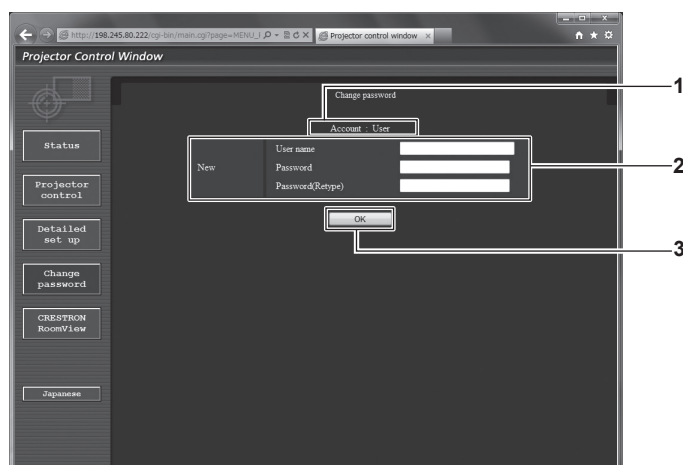 http://198.245.80.222/cgi-bin/main.cgi?page=MENU_
Projector control window
Projector Control Window
Change password
1
Account : User
Status
User name
New
Password
2
Password(Retype)
Projector
control
OK
Detailed
set up
3
Change
password
CRESTRON
RoomView
Japanese